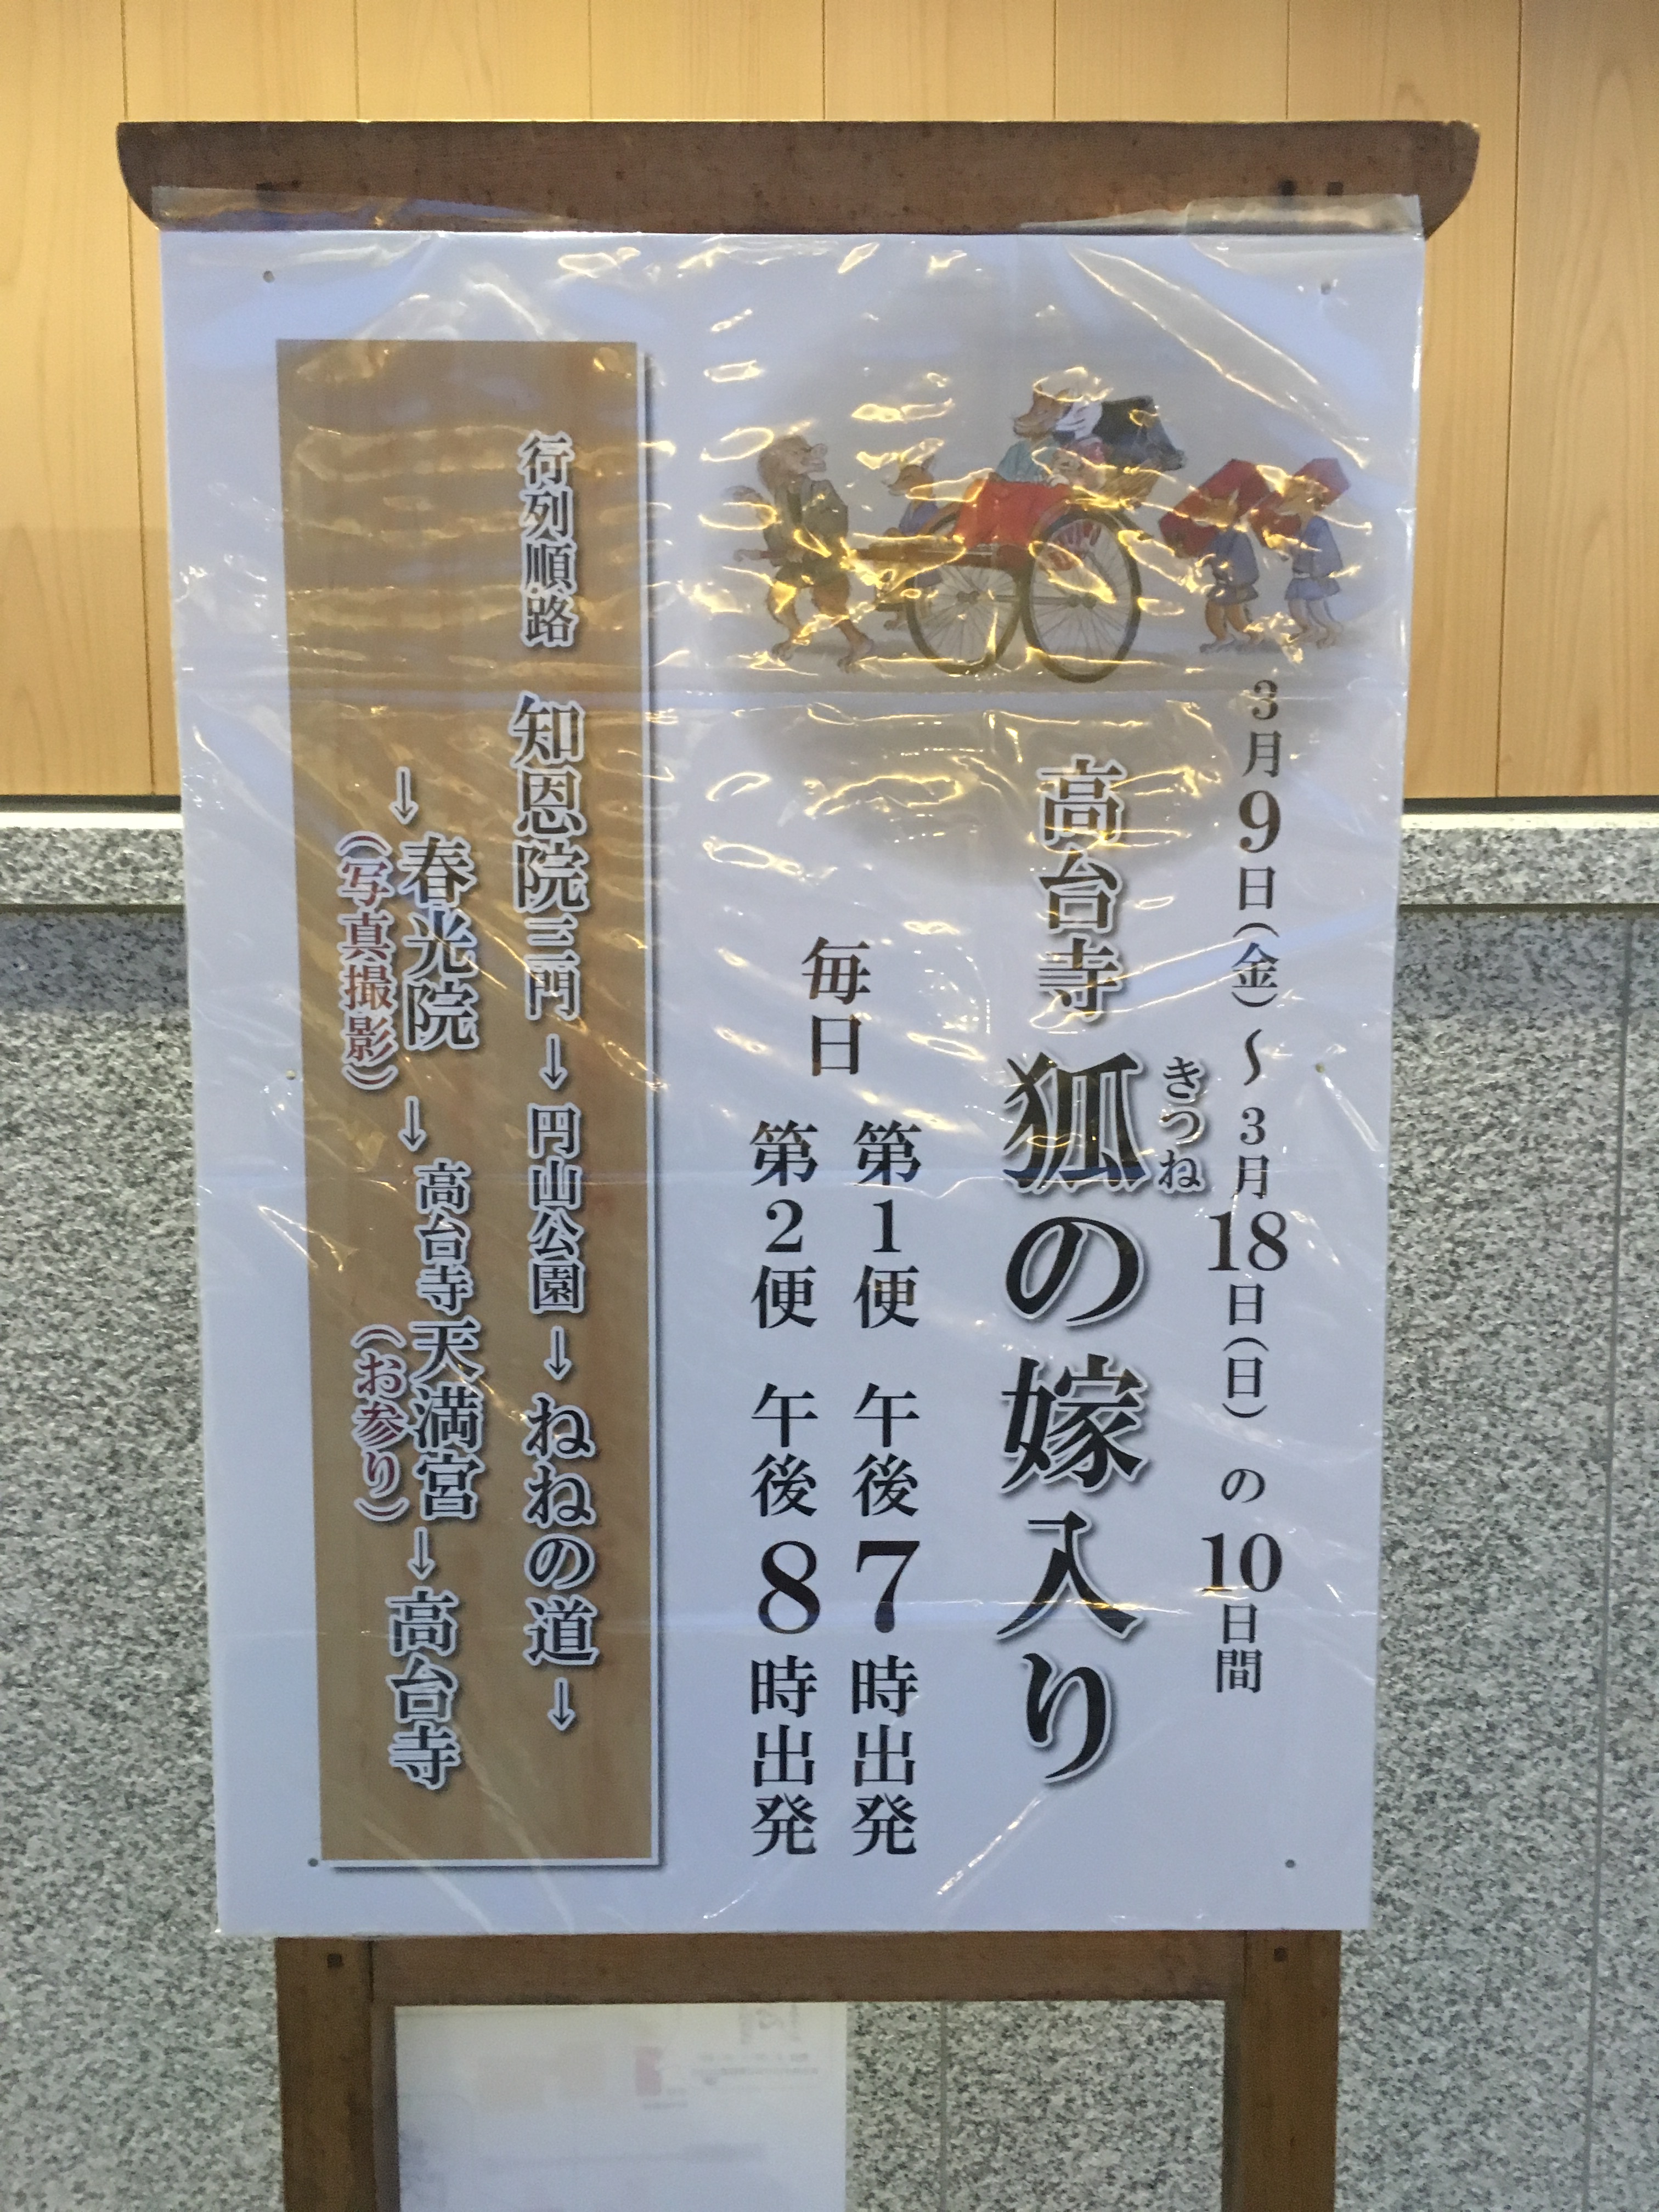 3月9日(金)～3月18日(日)の10日間
きつね
高台寺 狐の嫁入り
第1便 午後7時出発
毎日
第2便 午後8時出発
行列順路 知恩院三門→円山公園→ねねの道→
→春光院→高台寺天満宮→高台寺
(写真撮影) (お参り)